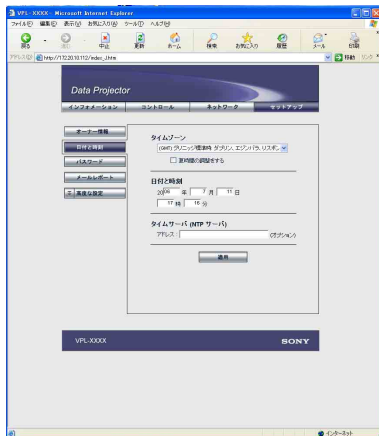 VPL-XXXX - Microsoft Internet Explorer
ファイル(F) 編集(E) 表示(V) お気に入り(A) ツール(T) ヘルプ(H)
戻る 中止 更新 ホーム 検索 お気に入り 履歴 メール 印刷
アドレス(D) http://172.20.10.112/index_J.htm 移動 リンク
Data Projector
インフォメーション コントロール ネットワーク セットアップ
オーナー情報
日付と時刻
パスワード
メールレポート
高度な設定
タイムゾーン
(GMT) グリニッジ標準時: ダブリン、エジンバラ、リスボン
夏時間の調整をする
日付と時刻
2006 年 7 月 11 日
17 時 16 分
タイムサーバ (NTP サーバ)
アドレス: (オプション)
適用
VPL-XXXX SONY
インターネット